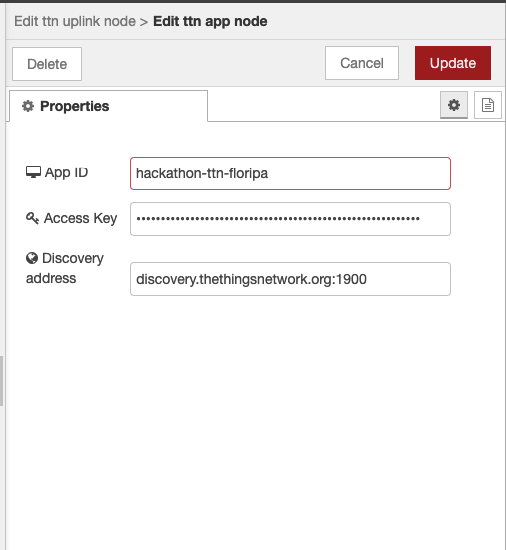 Edit ttn uplink node > Edit ttn app node
Delete
Cancel
Update
Properties
App ID
hackathon-ttn-floripa
Access Key
••••••••••••••••••••••••••••••••••••••••••••••••••••••••••
Discovery
address
discovery.thethingsnetwork.org:1900